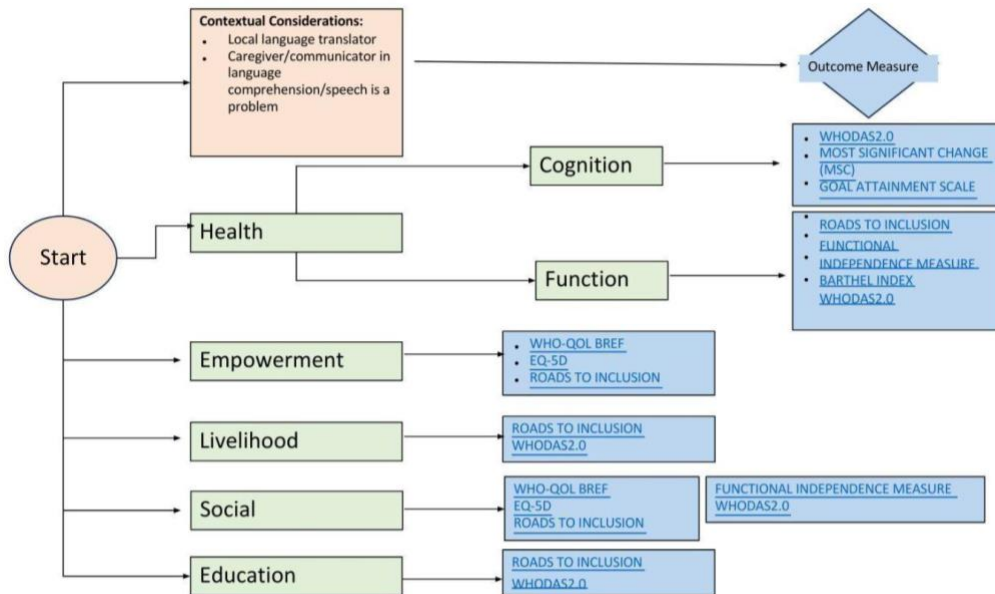 Contextual Considerations:
• Local language translator
• Caregiver/communicator in
language
comprehension/speech is a
problem
Outcome Measure
Start
Health
Cognition
• WHODAS2.0
• MOST SIGNIFICANT CHANGE
(MSC)
• GOAL ATTAINMENT SCALE
Function
• ROADS TO INCLUSION
• FUNCTIONAL
• INDEPENDENCE MEASURE
• BARTHEL INDEX
WHODAS2.0
Empowerment
• WHO-QOL BREF
• EQ-5D
• ROADS TO INCLUSION
Livelihood
ROADS TO INCLUSION
WHODAS2.0
Social
WHO-QOL BREF
EQ-5D
ROADS TO INCLUSION
FUNCTIONAL INDEPENDENCE MEASURE
WHODAS2.0
Education
ROADS TO INCLUSION
WHODAS2.0